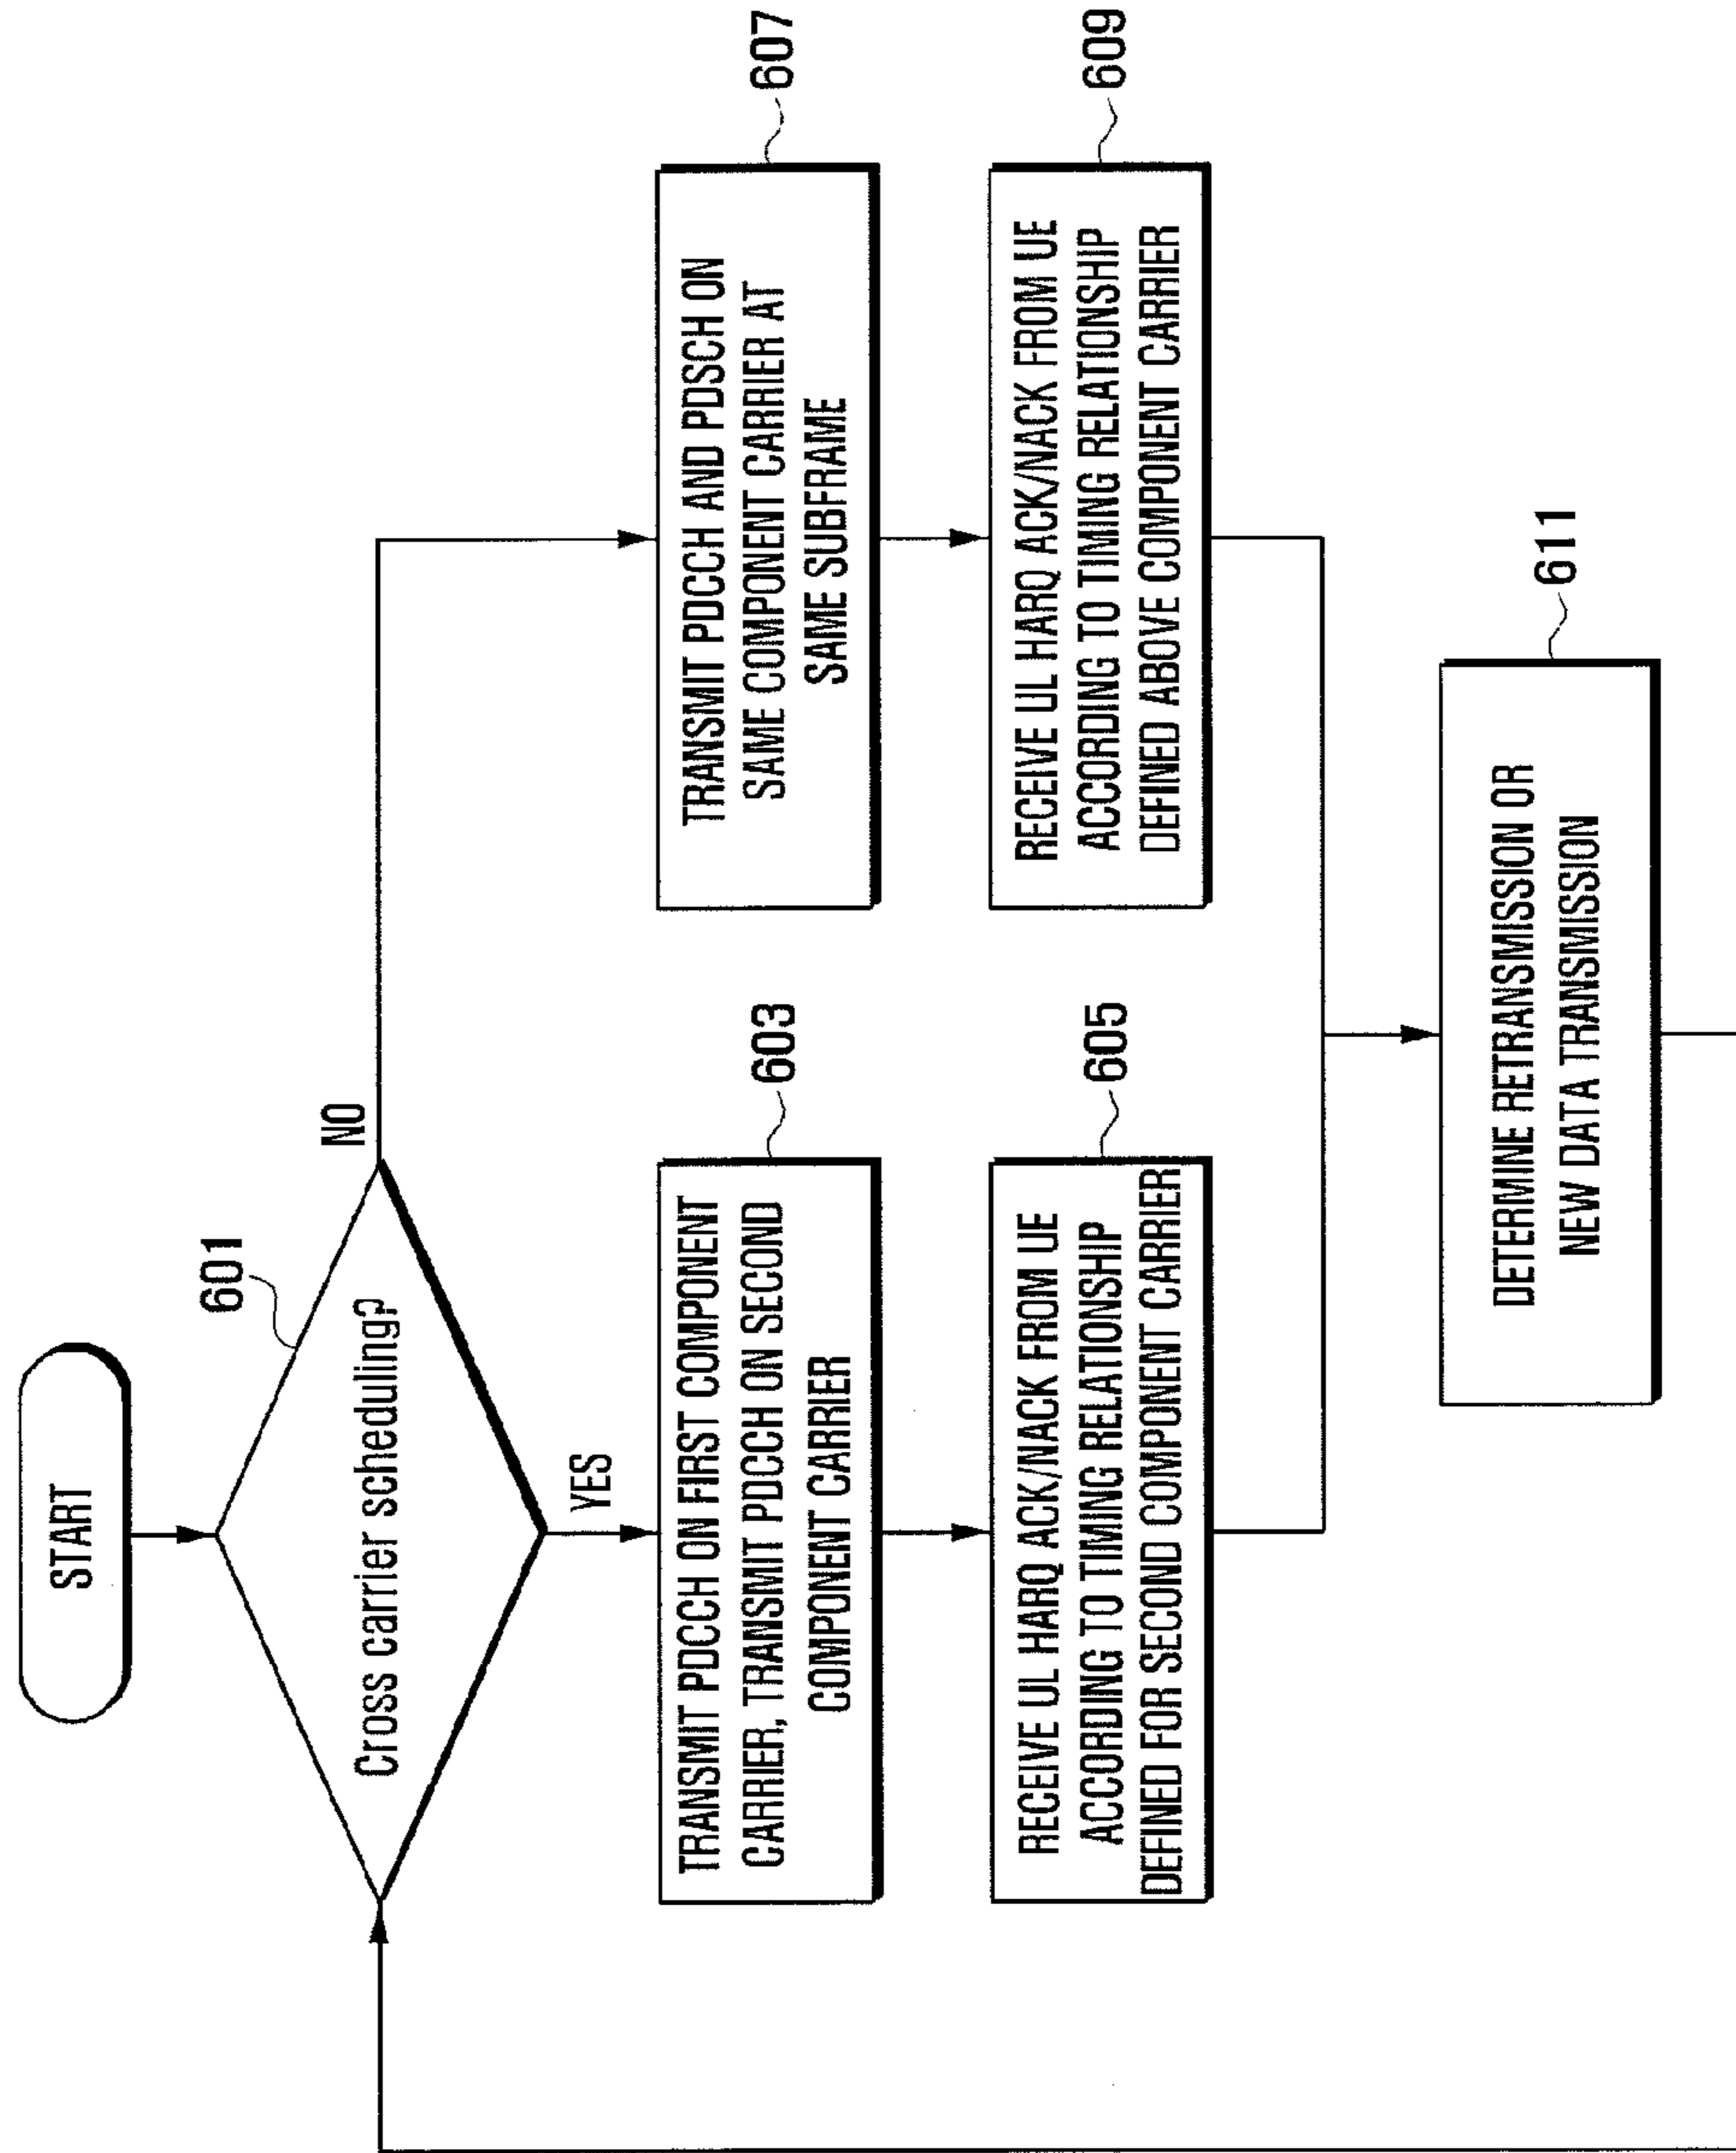 START
601
Cross carrier scheduling?
NO
YES
TRANSMIT PDCCH ON FIRST COMPONENT
CARRIER, TRANSMIT PDCCH ON SECOND
COMPONENT CARRIER
603
RECEIVE UL HARQ ACK/NACK FROM UE
ACCORDING TO TIMING RELATIONSHIP
DEFINED FOR SECOND COMPONENT CARRIER
605
TRANSMIT PDCCH AND PDSCH ON
SAME COMPONENT CARRIER AT
SAME SUBFRAME
607
RECEIVE UL HARQ ACK/NACK FROM UE
ACCORDING TO TIMING RELATIONSHIP
DEFINED ABOVE COMPONENT CARRIER
609
DETERMINE RETRANSMISSION OR
NEW DATA TRANSMISSION
611